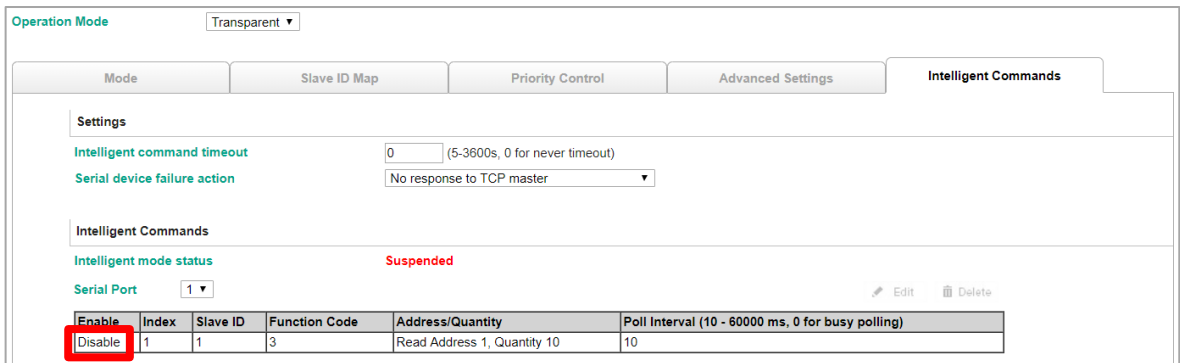 Operation Mode Transparent
Mode Slave ID Map Priority Control Advanced Settings Intelligent Commands
Settings
Intelligent command timeout 0 (5-3600s, 0 for never timeout)
Serial device failure action No response to TCP master
Intelligent Commands
Intelligent mode status Suspended
Serial Port 1
Edit Delete
Enable Index Slave ID Function Code Address/Quantity Poll Interval (10 - 60000 ms, 0 for busy polling)
Disable 1 1 3 Read Address 1, Quantity 10 10